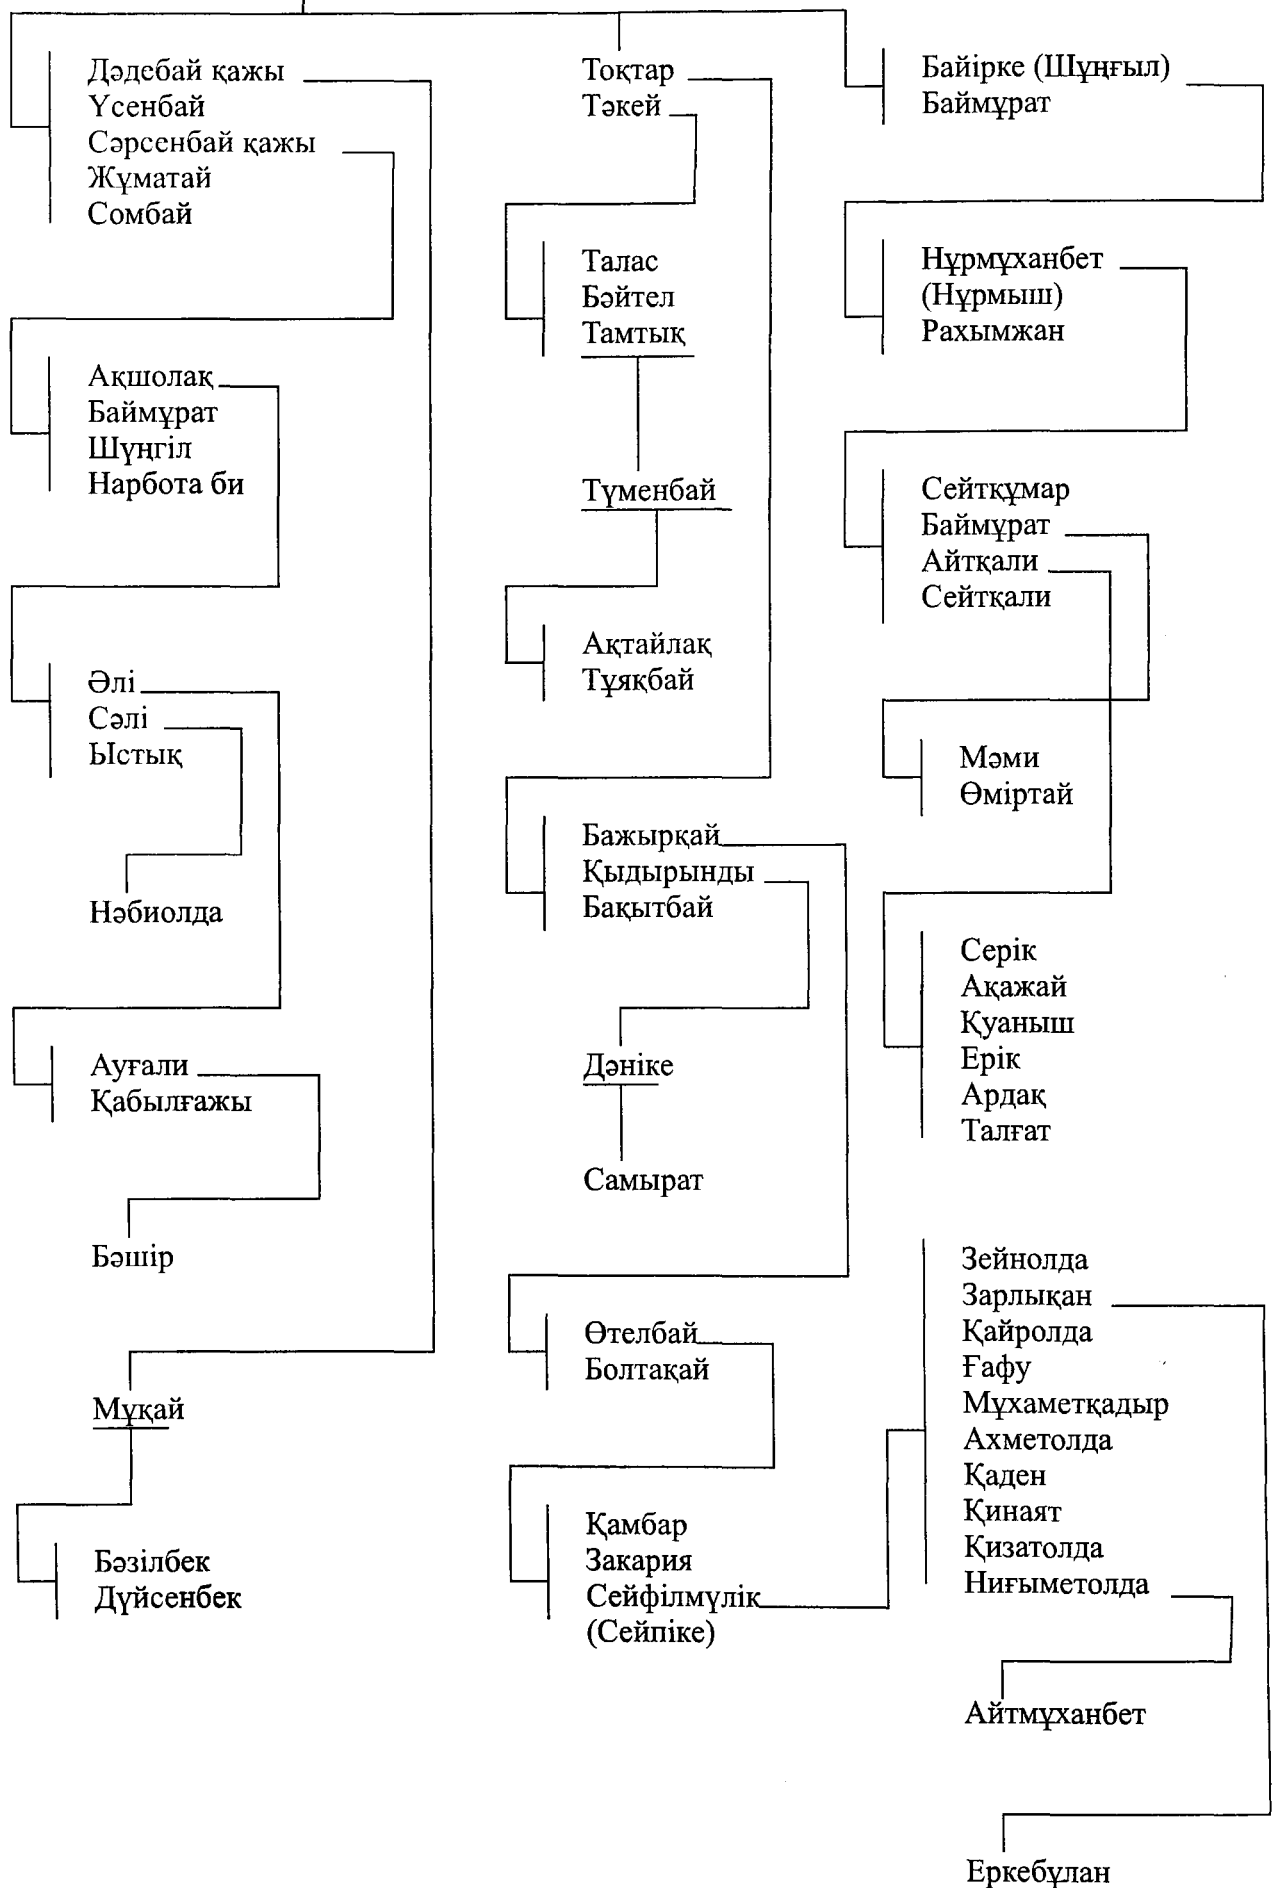 Дәдебай қажы
Үсенбай
Сәрсенбай қажы
Жұматай
Сомбай
Ақшолақ
Баймұрат
Шүңгіл
Нарбота би
Әлі
Сәлі
Ыстық
Нәбиолда
Ауғали
Қабылғажы
Бәшір
Мұқай
Бәзілбек
Дүйсенбек
Тоқтар
Тәкей
Талас
Бәйтел
Тамтық
Түменбай
Ақтайлақ
Тұяқбай
Бажырқай
Қыдырынды
Бақытбай
Дәніке
Самырат
Өтелбай
Болтақай
Қамбар
Закария
Сейфілмүлік
(Сейпіке)
Байірке (Шұңғыл)
Баймұрат
Нұрмұханбет
(Нұрмыш)
Рахымжан
Сейтқұмар
Баймұрат
Айтқали
Сейтқали
Мәми
Өміртай
Серік
Ақажай
Қуаныш
Ерік
Ардақ
Талғат
Зейнолда
Зарлықан
Қайролда
Ғафу
Мұхаметқадыр
Ахметолда
Қаден
Қинаят
Қизатолда
Ниғыметолда
Айтмұханбет
Еркебұлан